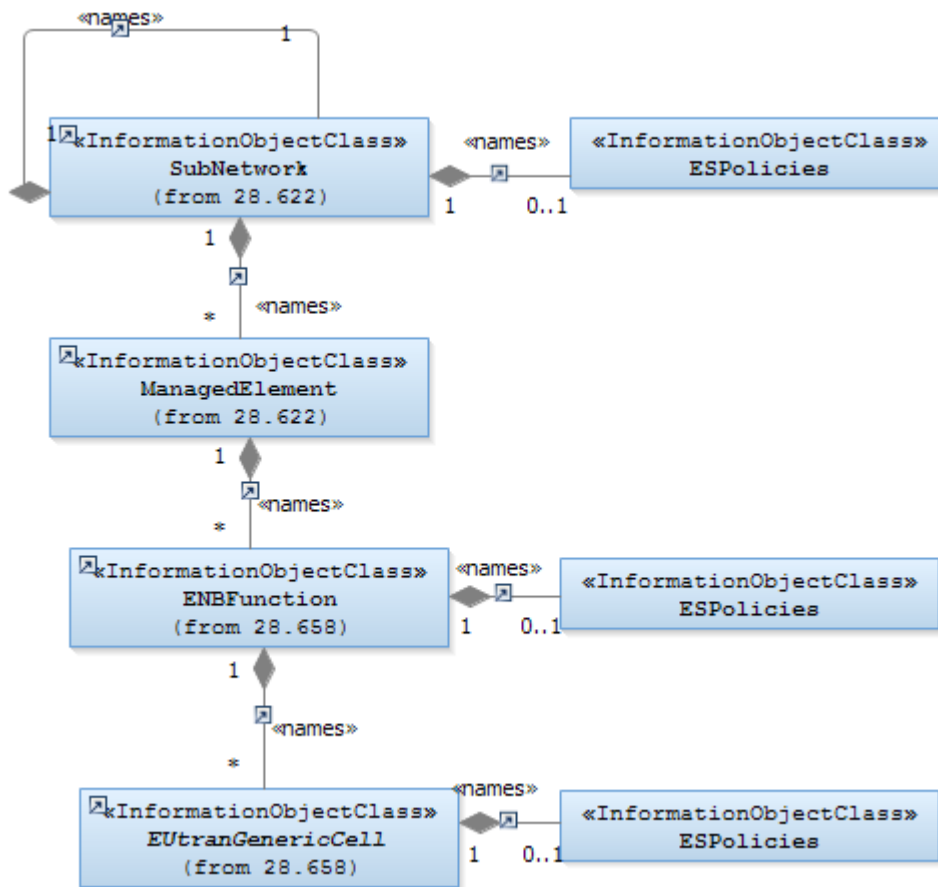 «names»
1
1
«InformationObjectClass»
SubNetwork
(from 28.622)
«names»
1
0..1
«InformationObjectClass»
ESPolicies
1
«names»
*
«InformationObjectClass»
ManagedElement
(from 28.622)
1
«names»
*
«InformationObjectClass»
ENBFunction
(from 28.658)
«names»
1
0..1
«InformationObjectClass»
ESPolicies
1
«names»
*
«InformationObjectClass»
EUtranGenericCell
(from 28.658)
«names»
1
0..1
«InformationObjectClass»
ESPolicies